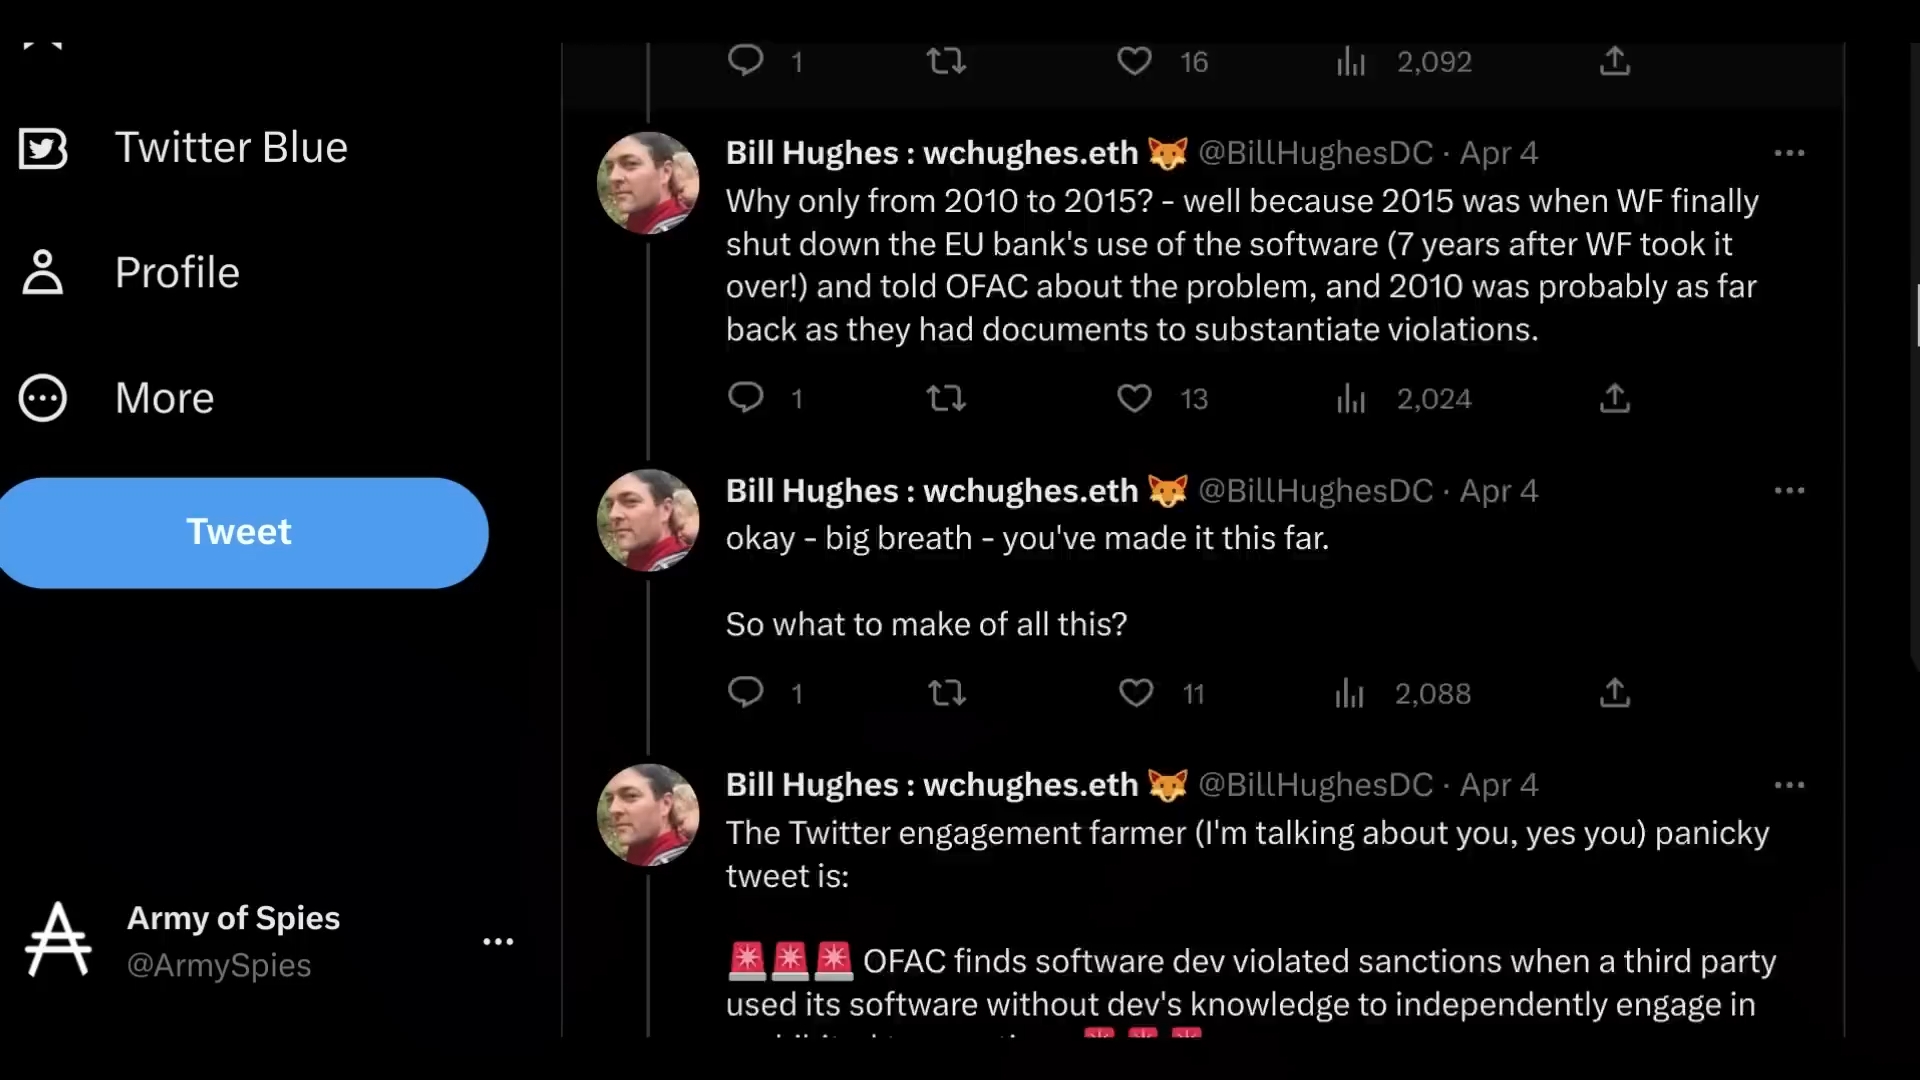 1 16 2,092
Twitter Blue
Profile
More
Tweet
Army of Spies
@ArmySpies
Bill Hughes : wchughes.eth 🦊 @BillHughesDC · Apr 4
Why only from 2010 to 2015? - well because 2015 was when WF finally
shut down the EU bank's use of the software (7 years after WF took it
over!) and told OFAC about the problem, and 2010 was probably as far
back as they had documents to substantiate violations.
1 13 2,024
Bill Hughes : wchughes.eth 🦊 @BillHughesDC · Apr 4
okay - big breath - you've made it this far.
So what to make of all this?
1 11 2,088
Bill Hughes : wchughes.eth 🦊 @BillHughesDC · Apr 4
The Twitter engagement farmer (I'm talking about you, yes you) panicky
tweet is:
🚨🚨🚨 OFAC finds software dev violated sanctions when a third party
used its software without dev's knowledge to independently engage in